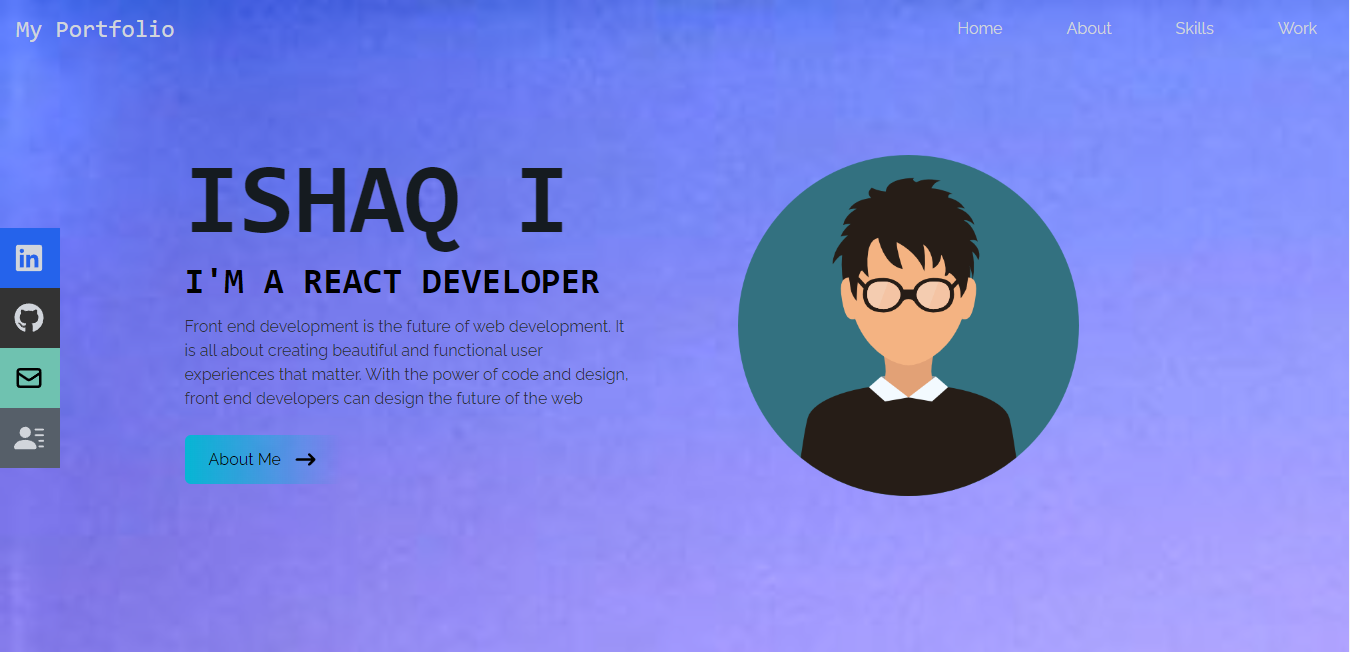 My Portfolio
Home
About
Skills
Work
ISHAQ I
I'M A REACT DEVELOPER
Front end development is the future of web development. It
is all about creating beautiful and functional user
experiences that matter. With the power of code and design,
front end developers can design the future of the web
About Me
in